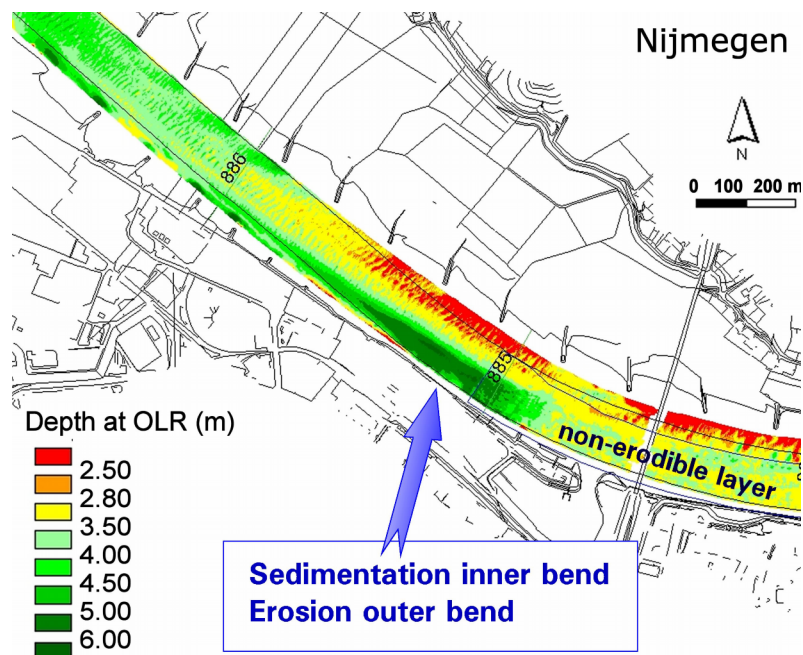 Nijmegen
N
0 100 200 m
886
885
non-erodible layer
Depth at OLR (m)
2.50
2.80
3.50
4.00
4.50
5.00
6.00
Sedimentation inner bend
Erosion outer bend